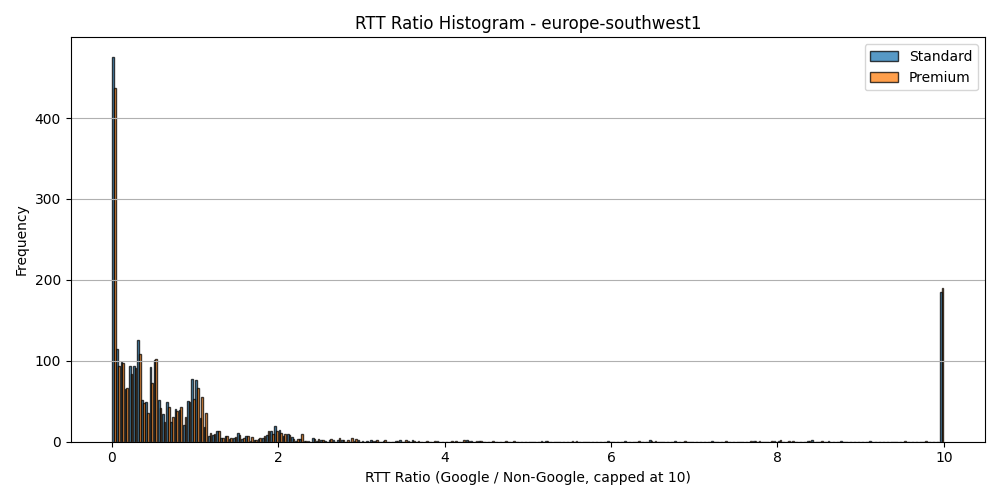 RTT Ratio Histogram - europe-southwest1
Standard
Premium
Frequency
400
300
200
100
0
0 2 4 6 8 10
RTT Ratio (Google / Non-Google, capped at 10)